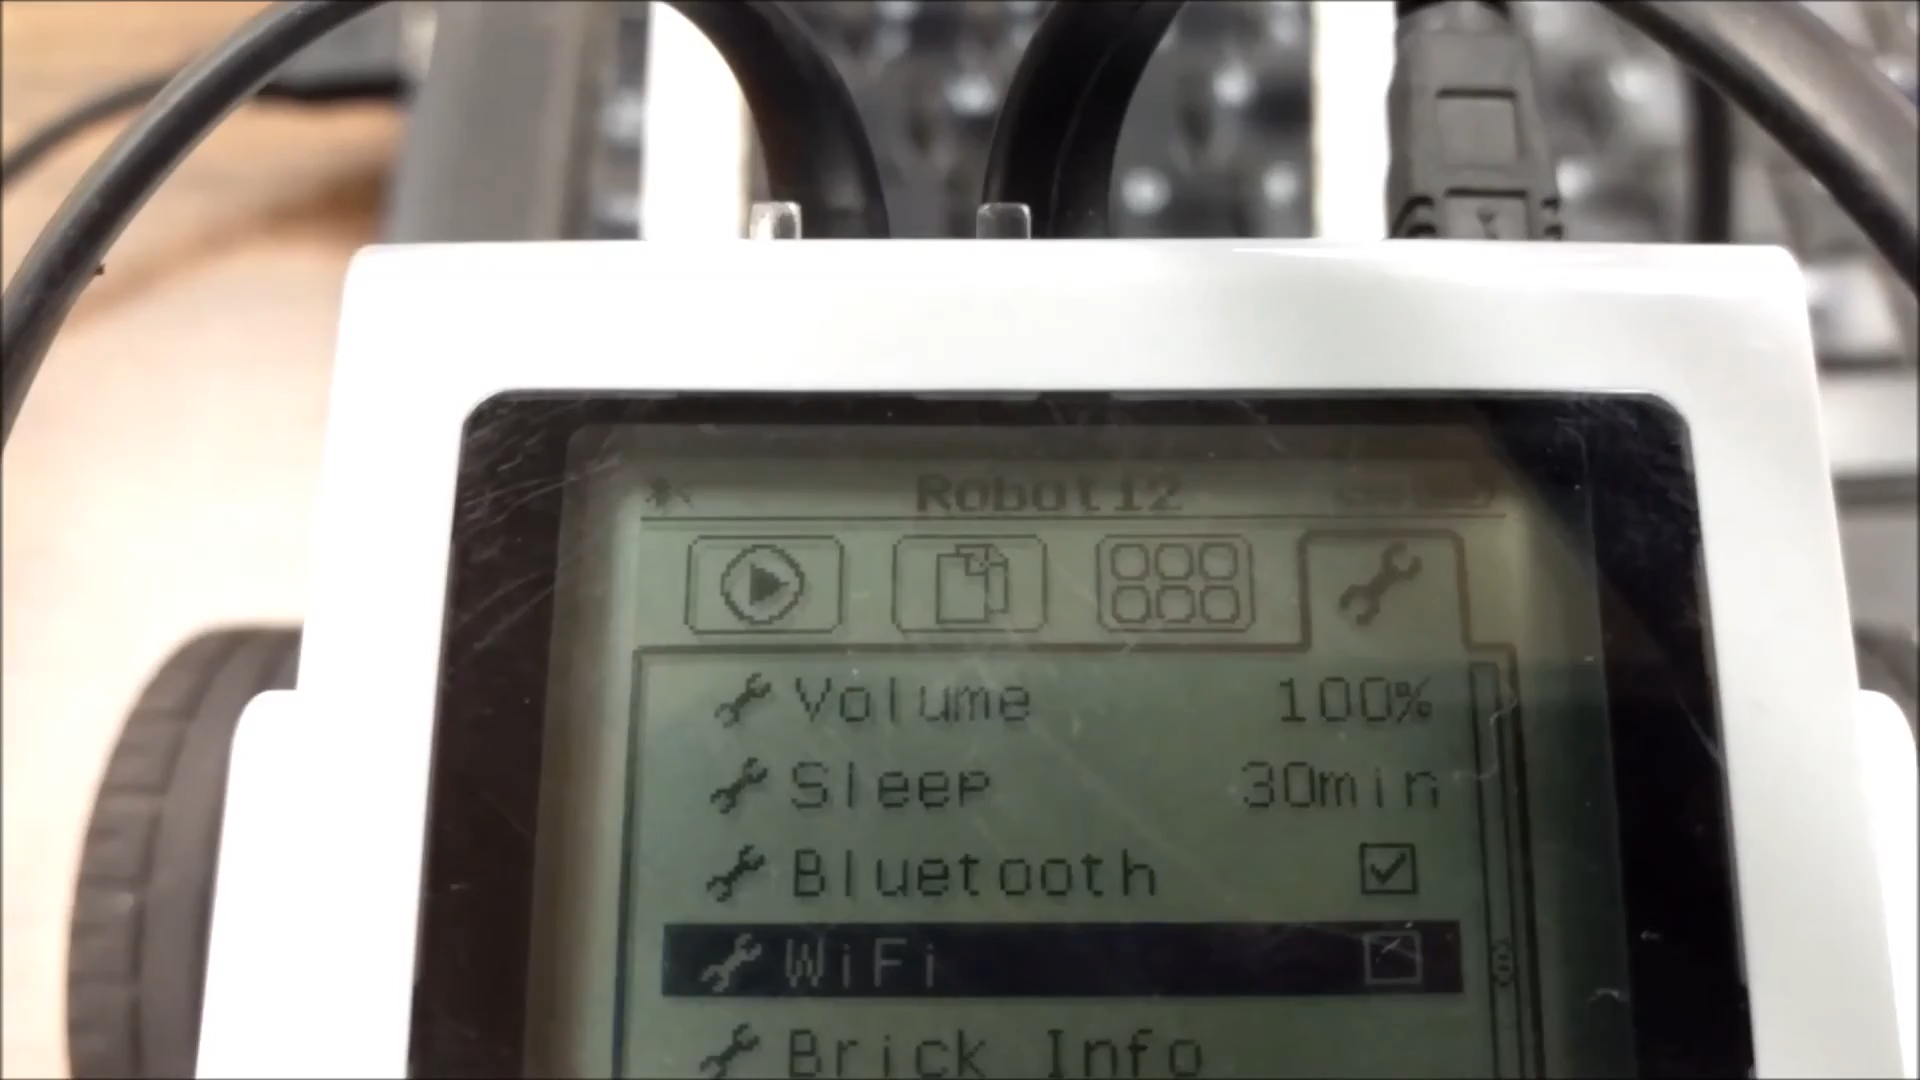 Robot12
Volume 100%
Sleep 30min
Bluetooth
WiFi
Brick Info